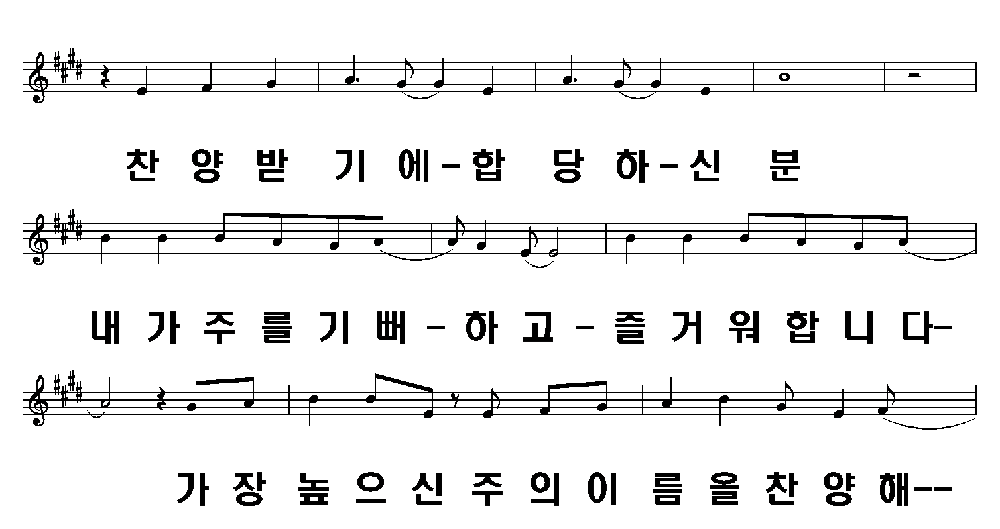 찬 양 받 기 에-합 당 하-신 분
내 가 주 를 기 뻐 - 하 고 - 즐 거 워 합 니 다-
가 장 높 으 신 주 의 이 름 을 찬 양 해--